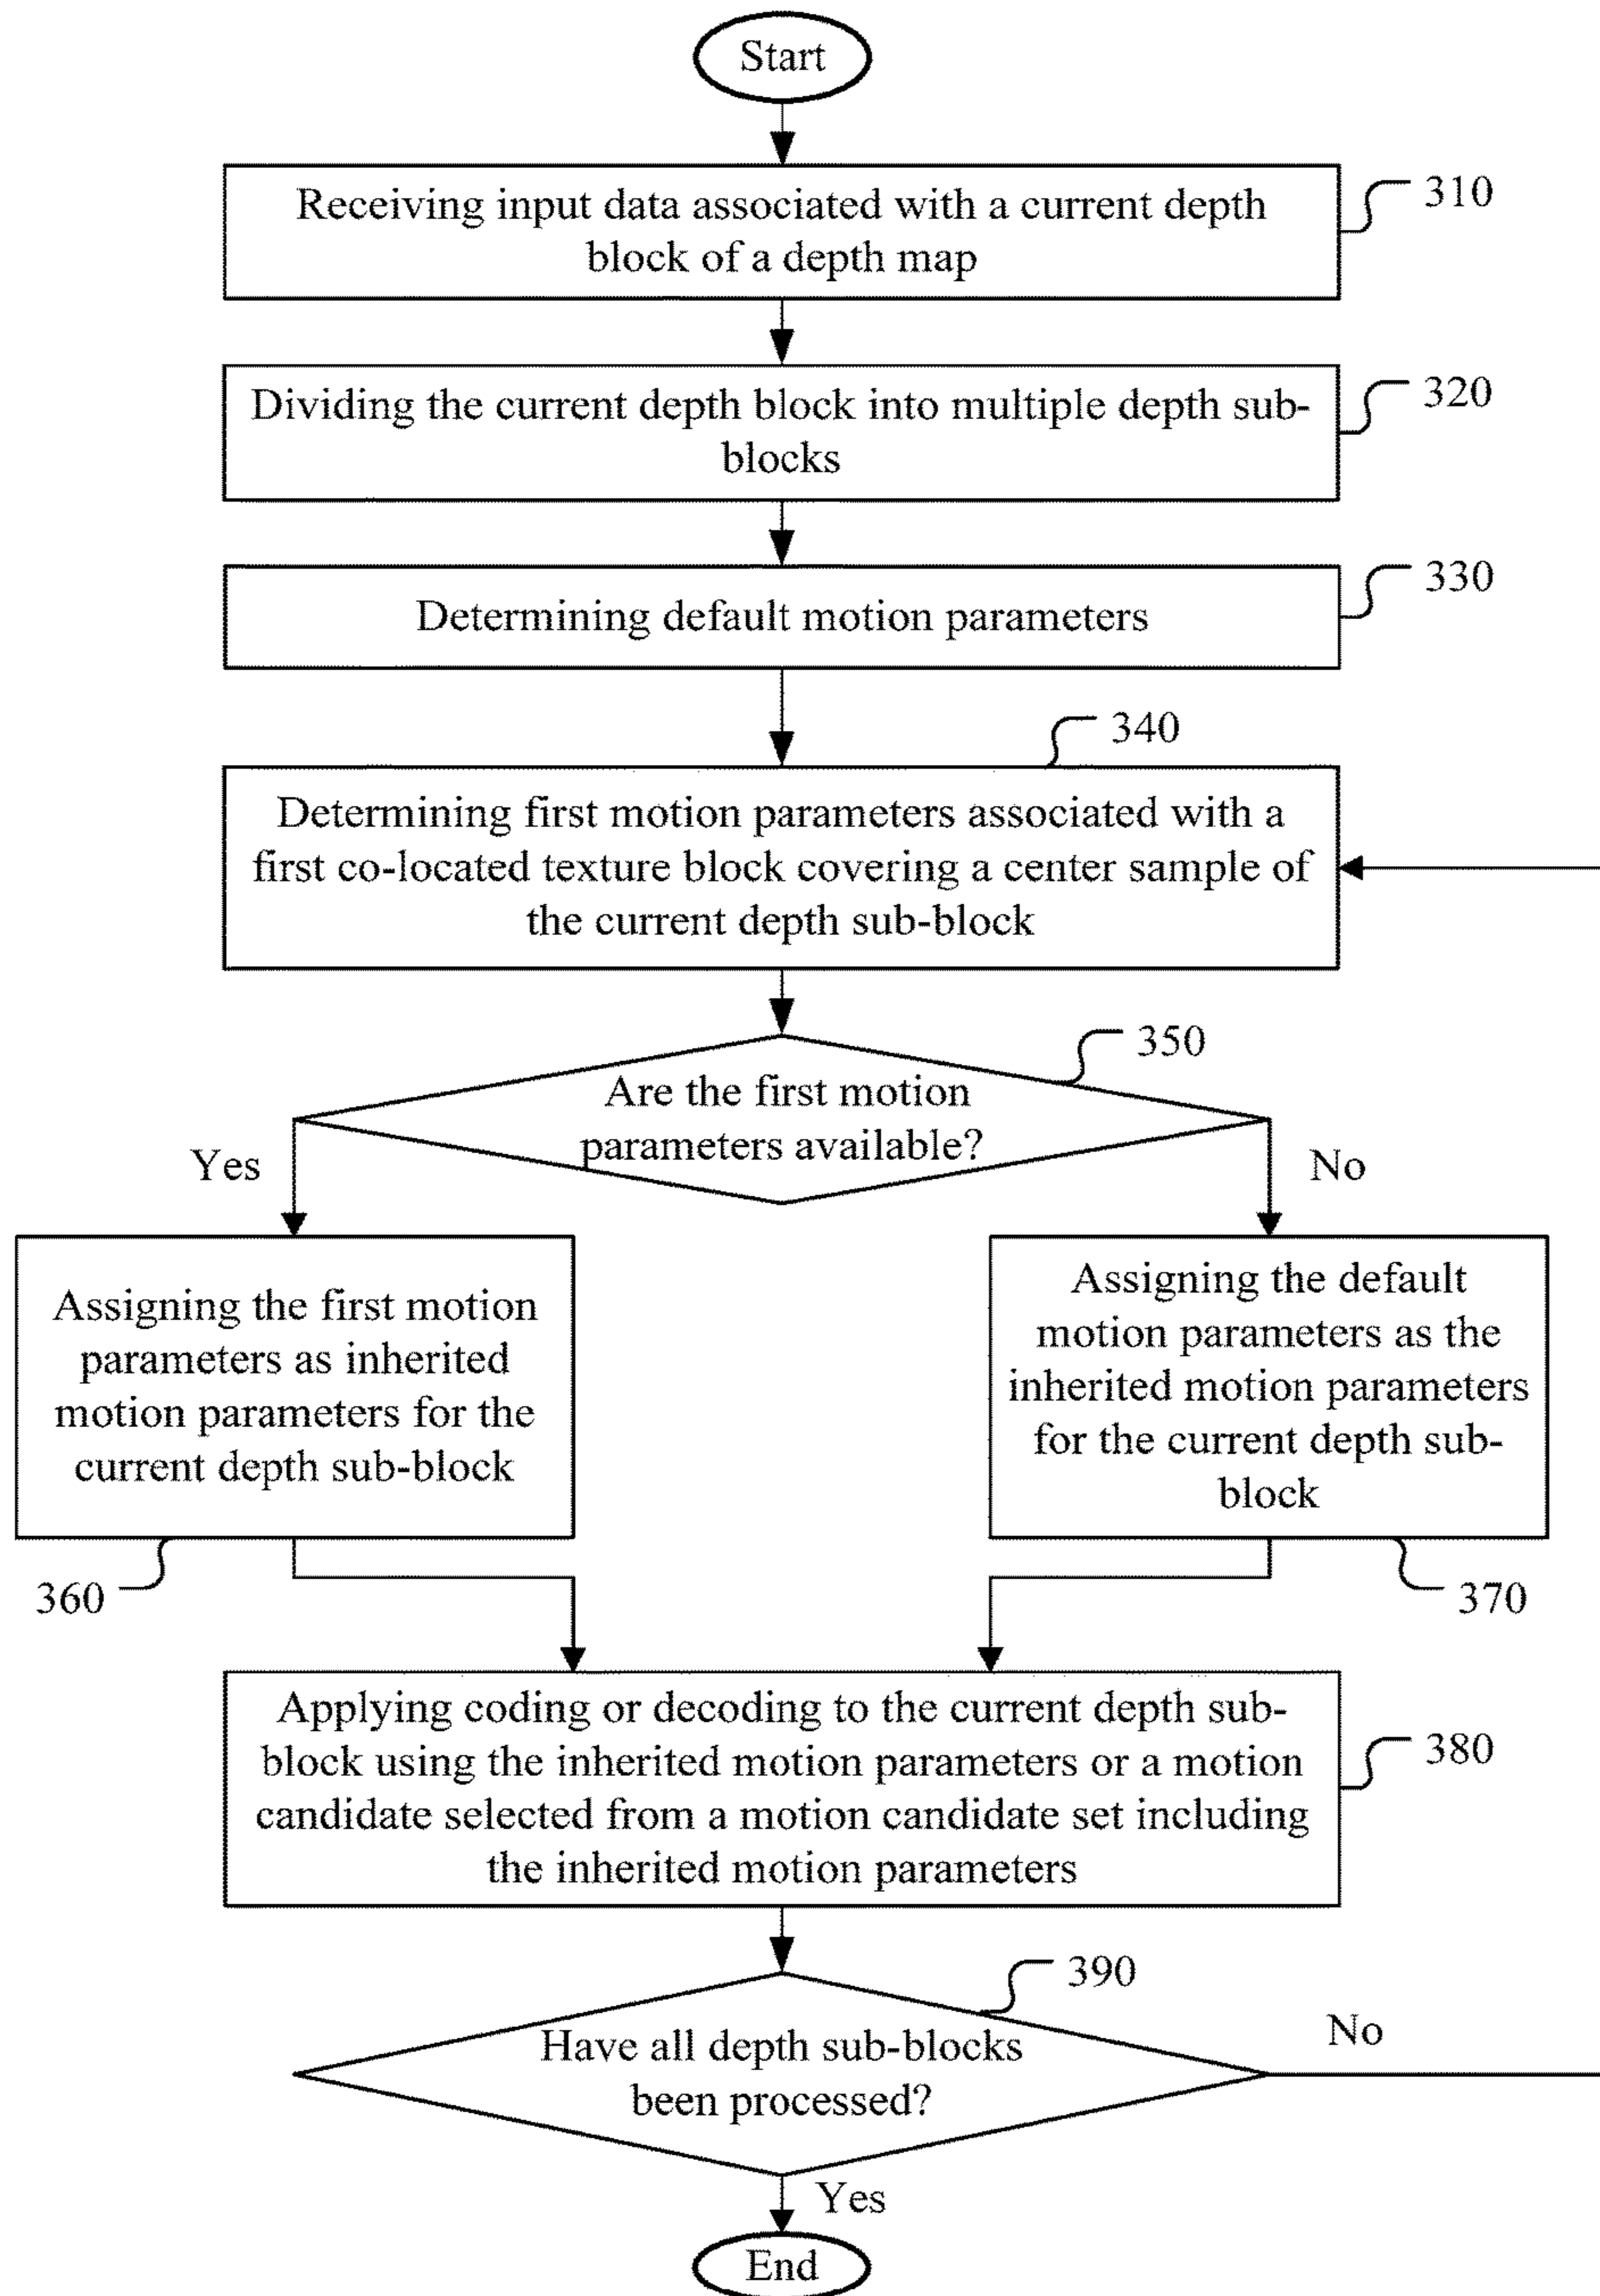 Start
Receiving input data associated with a current depth
block of a depth map
310
Dividing the current depth block into multiple depth sub-
blocks
320
Determining default motion parameters
330
340
Determining first motion parameters associated with a
first co-located texture block covering a center sample of
the current depth sub-block
350
Are the first motion
parameters available?
Yes
No
Assigning the first motion
parameters as inherited
motion parameters for the
current depth sub-block
360
Assigning the default
motion parameters as the
inherited motion parameters
for the current depth sub-
block
370
Applying coding or decoding to the current depth sub-
block using the inherited motion parameters or a motion
candidate selected from a motion candidate set including
the inherited motion parameters
380
390
Have all depth sub-blocks
been processed?
No
Yes
End